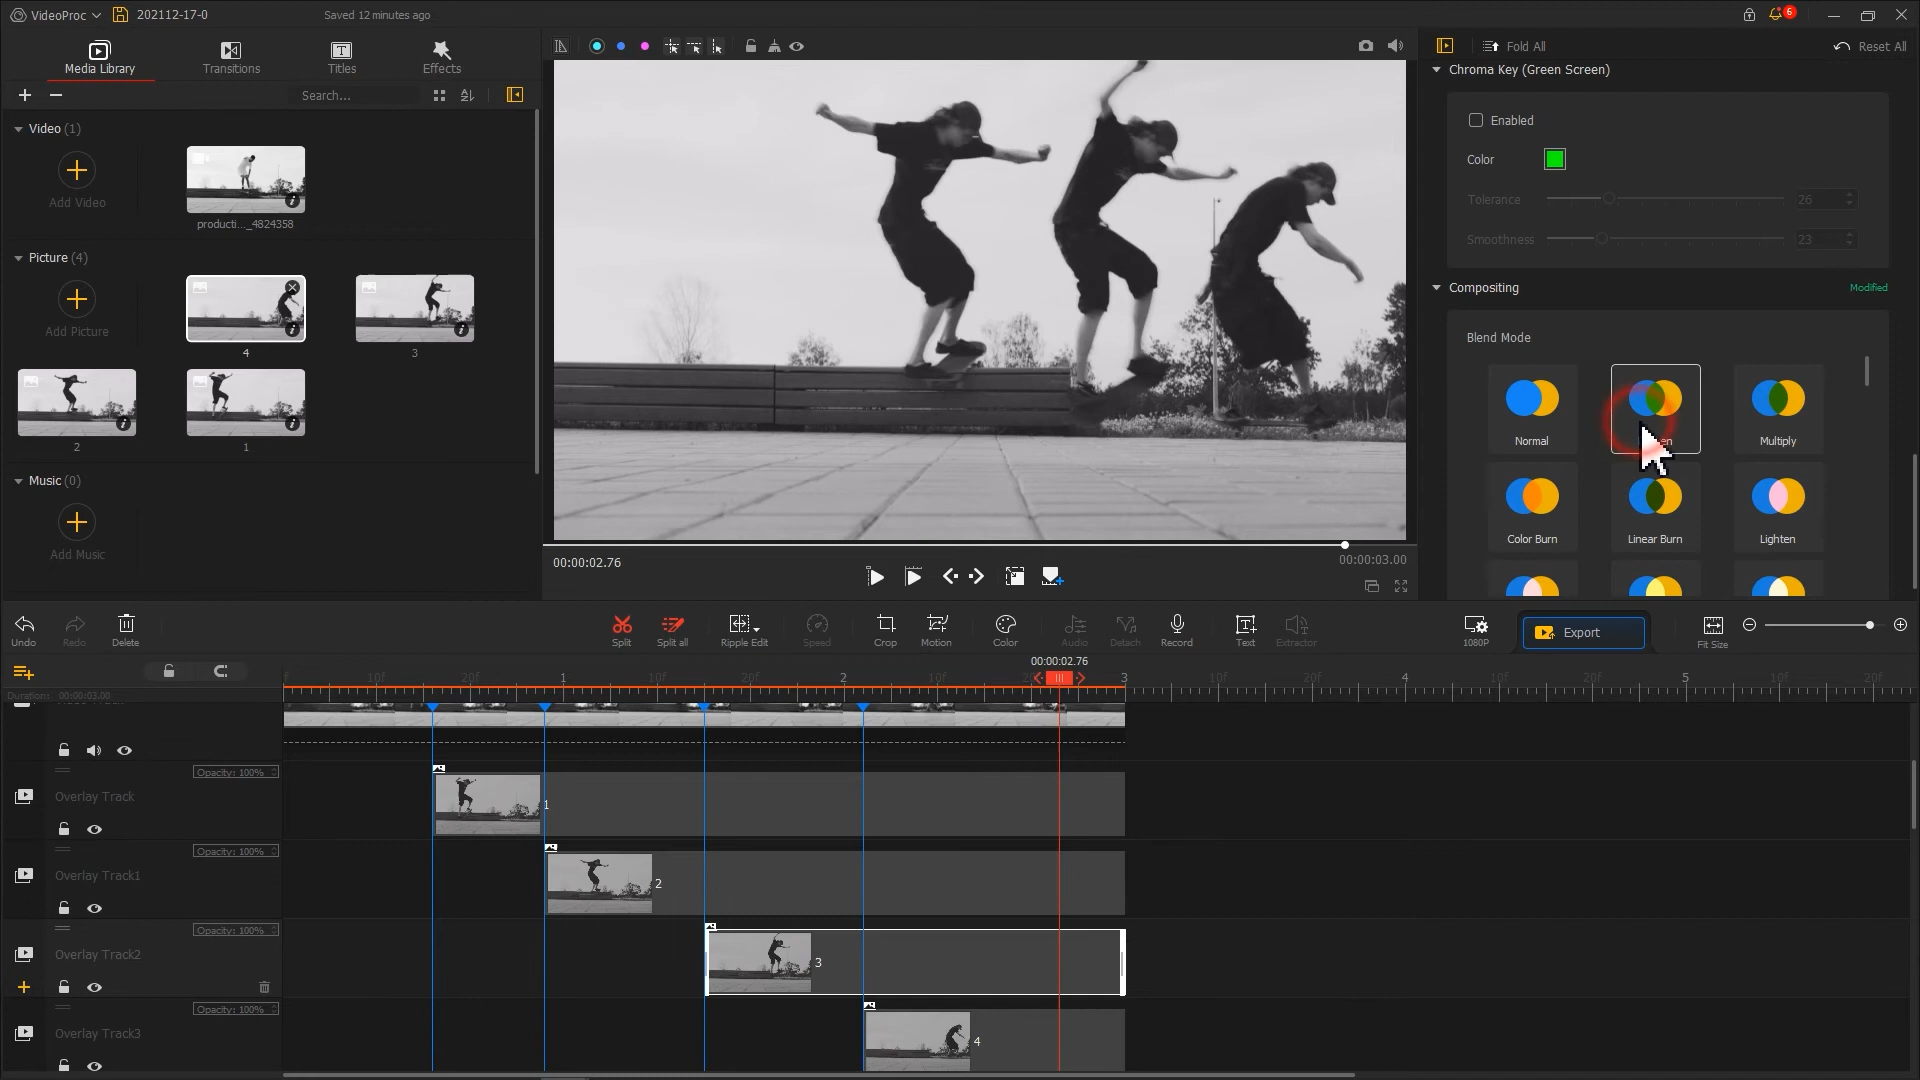 VideoProc
202112-17-0
Saved 12 minutes ago
6
Media Library
Transitions
Titles
Effects
Fold All
Reset All
Search...
Video (1)
Add Video
producti..._4824358
Picture (4)
Add Picture
4
3
2
1
Music (0)
Add Music
00:00:02.76
00:00:03.00
Chroma Key (Green Screen)
Enabled
Color
Tolerance
26
Smoothness
23
Compositing
Modified
Blend Mode
Normal
Multiply
Color Burn
Linear Burn
Lighten
Undo
Redo
Delete
Split
Split all
Ripple Edit
Speed
Crop
Motion
Color
Audio
Detach
Record
Text
Extractor
1080P
Export
Fit Size
00:00:02.76
10f
20f
1
10f
20f
2
10f
3
10f
20f
4
10f
20f
5
10f
20f
Duration: 00:00:03.00
Opacity: 100%
Overlay Track
1
Opacity: 100%
Overlay Track1
2
Opacity: 100%
Overlay Track2
3
Opacity: 100%
Overlay Track3
4